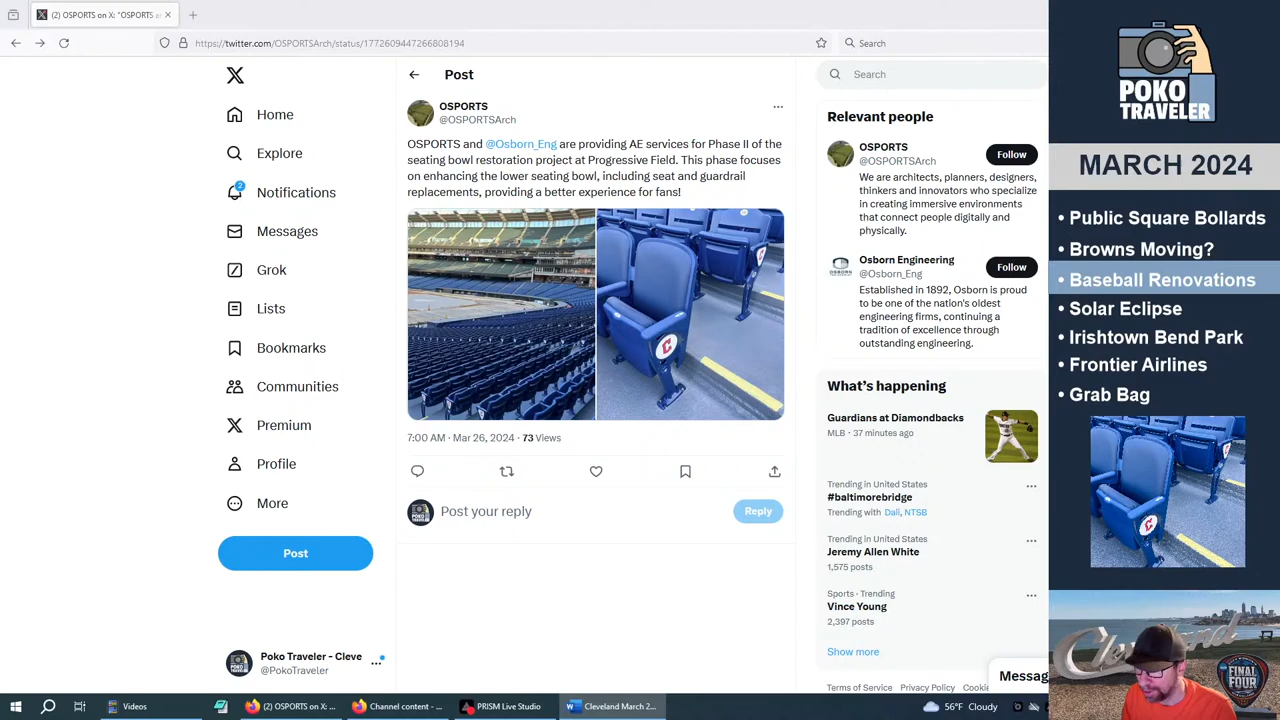 (2) OSPORTS on X: "OSPORTS a
https://twitter.com/OSPORTSArch/status/1772609447266808194
Search
Home
Explore
2
Notifications
Messages
Grok
Lists
Bookmarks
Communities
Premium
Profile
More
Post
Poko Traveler - Cleve
@PokoTraveler
Post
OSPORTS
@OSPORTSArch
OSPORTS and @Osborn_Eng are providing AE services for Phase II of the
seating bowl restoration project at Progressive Field. This phase focuses
on enhancing the lower seating bowl, including seat and guardrail
replacements, providing a better experience for fans!
C
7:00 AM · Mar 26, 2024 · 73 Views
Post your reply
Reply
Search
Relevant people
OSPORTS
@OSPORTSArch
Follow
We are architects, planners, designers,
thinkers and innovators who specialize
in creating immersive environments
that connect people digitally and
physically.
Osborn Engineering
@Osborn_Eng
Follow
Established in 1892, Osborn is proud
to be one of the nation's oldest
engineering firms, continuing a
tradition of excellence through
outstanding engineering.
What's happening
Guardians at Diamondbacks
MLB · 37 minutes ago
Trending in United States
#baltimorebridge
Trending with Dali, NTSB
Trending in United States
Jeremy Allen White
1,575 posts
Sports · Trending
Vince Young
2,397 posts
Show more
Terms of Service Privacy Policy Cookie
Messag
POKO
TRAVELER
MARCH 2024
• Public Square Bollards
• Browns Moving?
• Baseball Renovations
• Solar Eclipse
• Irishtown Bend Park
• Frontier Airlines
• Grab Bag
C
Cleveland
FINAL
FOUR
Videos
(2) OSPORTS on X: "...
Channel content - ...
PRISM Live Studio
Cleveland March 2...
56°F Cloudy